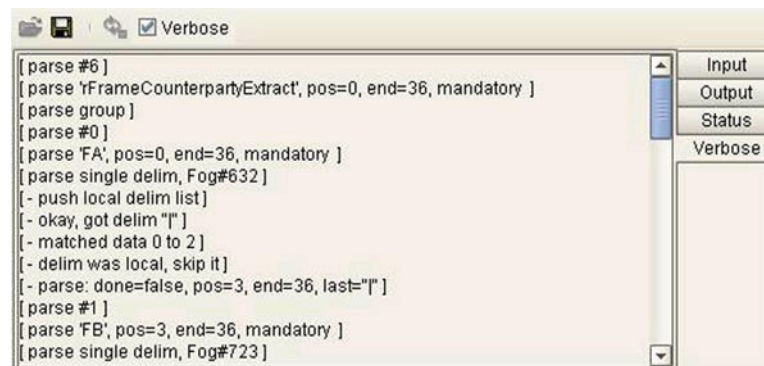 Verbose
[ parse #6 ]
[ parse 'rFrameCounterpartyExtract', pos=0, end=36, mandatory ]
[ parse group ]
[ parse #0 ]
[ parse 'FA', pos=0, end=36, mandatory ]
[ parse single delim, Fog#632 ]
[ - push local delim list ]
[ - okay, got delim "|" ]
[ - matched data 0 to 2 ]
[ - delim was local, skip it ]
[ - parse: done=false, pos=3, end=36, last="|" ]
[ parse #1 ]
[ parse 'FB', pos=3, end=36, mandatory ]
[ parse single delim, Fog#723 ]
Input
Output
Status
Verbose